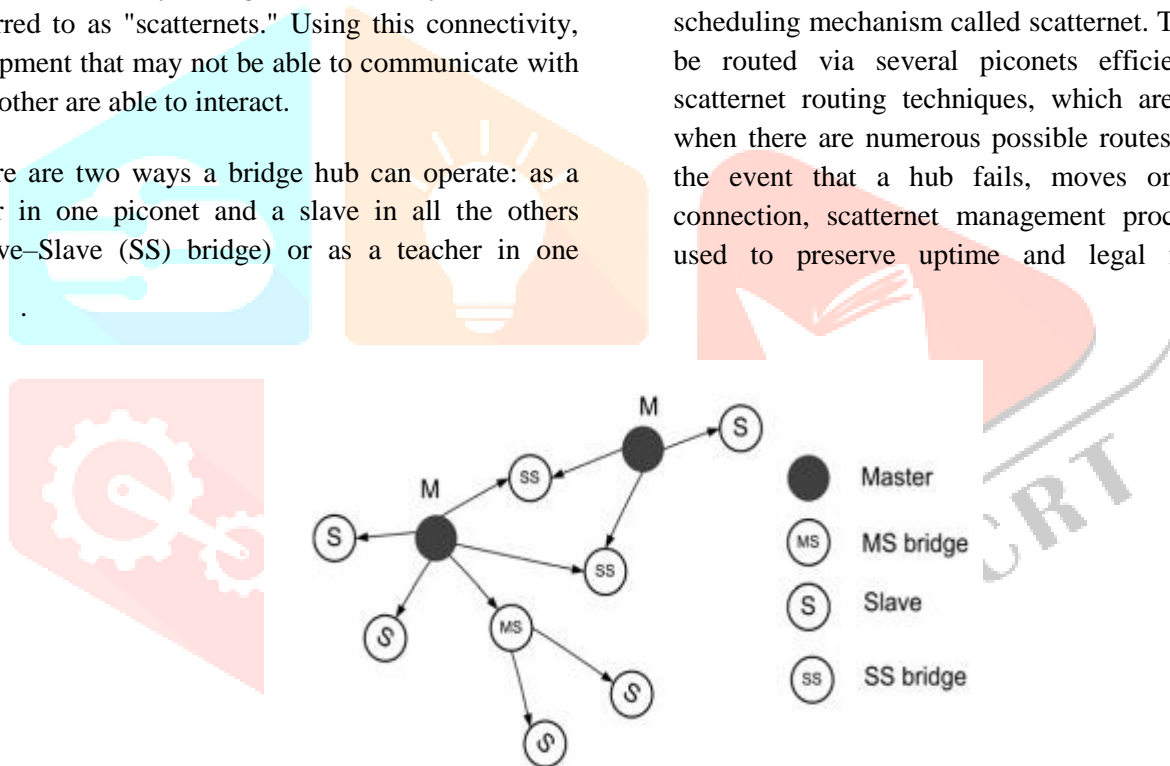 rred to as "scatternets." Using this connectivity,
pment that may not be able to communicate with
other are able to interact.
re are two ways a bridge hub can operate: as a
r in one piconet and a slave in all the others
ve–Slave (SS) bridge) or as a teacher in one
.
scheduling mechanism called scatternet. T
be routed via several piconets efficie
scatternet routing techniques, which are
when there are numerous possible routes
the event that a hub fails, moves or
connection, scatternet management proc
used to preserve uptime and legal
M
S
SS
M
S
SS
S
MS
S
S
Master
MS MS bridge
S Slave
SS SS bridge
CRT